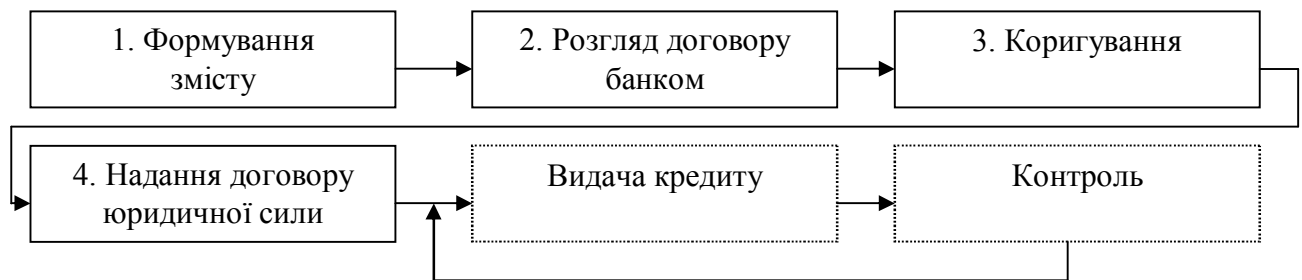 1. Формування
змісту
2. Розгляд договору
банком
3. Коригування
4. Надання договору
юридичної сили
Видача кредиту
Контроль